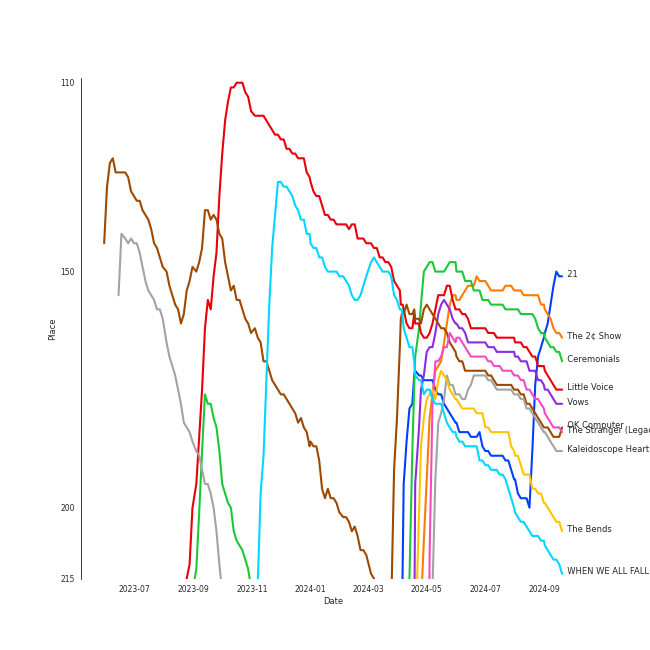 110
150
200
215
Place
2023-07
2023-09
2023-11
2024-01
2024-03
2024-05
2024-07
2024-09
Date
21
The 2¢ Show
Ceremonials
Little Voice
Vows
OK Computer
The Stranger (Legac
Kaleidoscope Heart
The Bends
WHEN WE ALL FALL